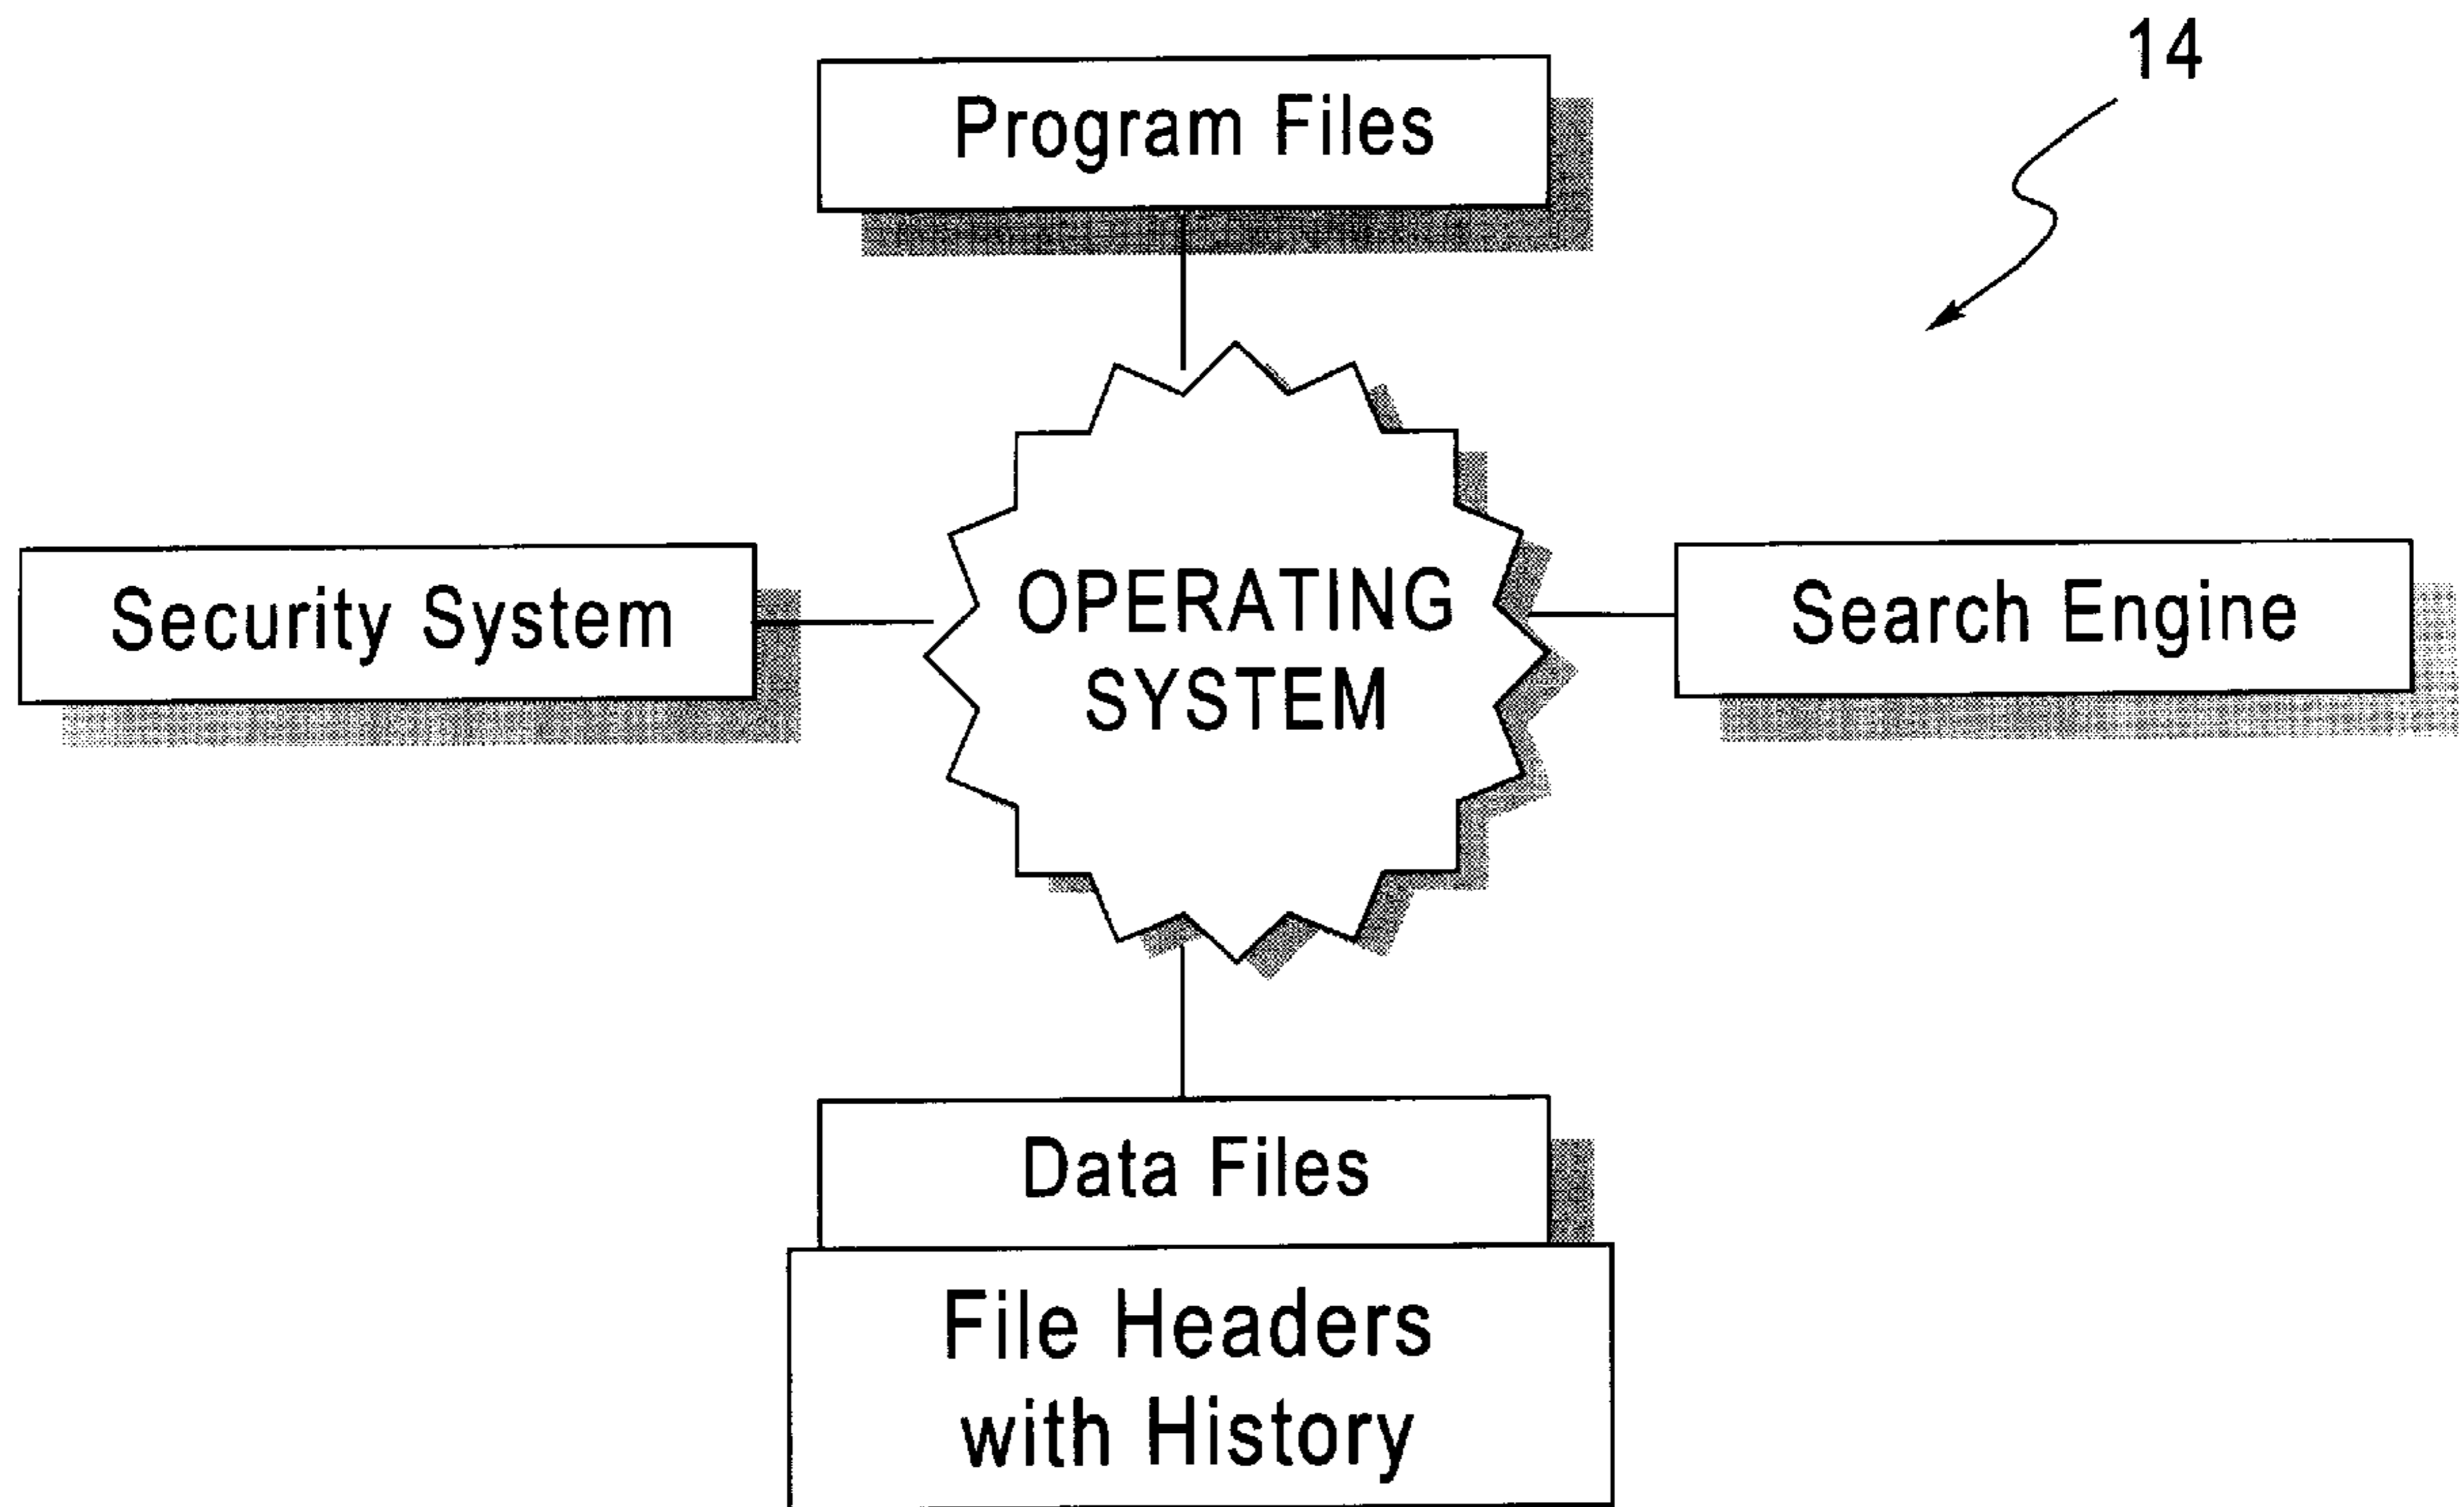 14
Program Files
Security System
OPERATING
SYSTEM
Search Engine
Data Files
File Headers
with History